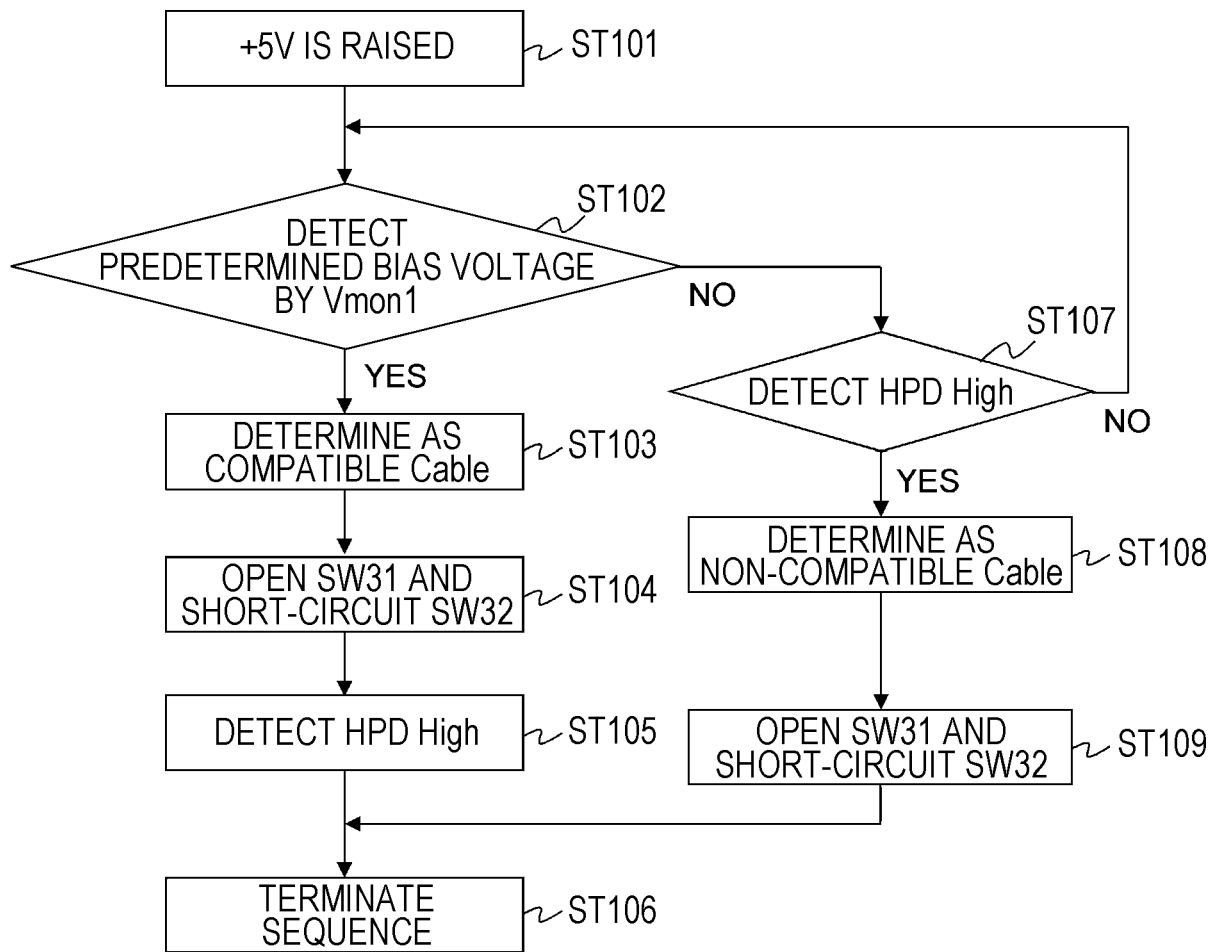 +5V IS RAISED
ST101
ST102
DETECT
PREDETERMINED BIAS VOLTAGE
BY Vmon1
NO
YES
ST107
DETECT HPD High
NO
YES
DETERMINE AS
COMPATIBLE Cable
ST103
DETERMINE AS
NON-COMPATIBLE Cable
ST108
OPEN SW31 AND
SHORT-CIRCUIT SW32
ST104
DETECT HPD High
ST105
OPEN SW31 AND
SHORT-CIRCUIT SW32
ST109
TERMINATE
SEQUENCE
ST106